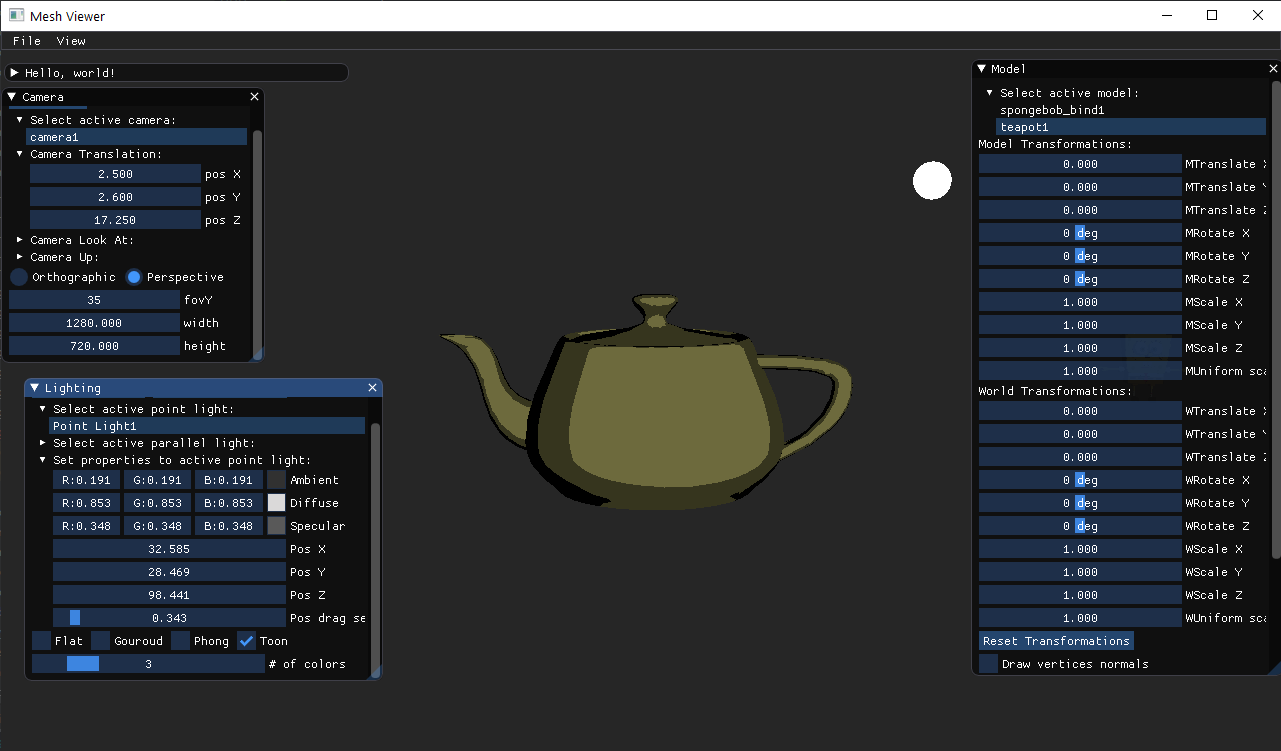 Mesh Viewer
File View
Hello, world!
Camera
Select active camera:
camera1
Camera Translation:
2.500 pos X
2.600 pos Y
17.250 pos Z
Camera Look At:
Camera Up:
Orthographic Perspective
35 fovY
1280.000 width
720.000 height
Lighting
Select active point light:
Point Light1
Select active parallel light:
Set properties to active point light:
R:0.191 G:0.191 B:0.191 Ambient
R:0.853 G:0.853 B:0.853 Diffuse
R:0.348 G:0.348 B:0.348 Specular
32.585 Pos X
28.469 Pos Y
98.441 Pos Z
0.343 Pos drag se
Flat Gouroud Phong Toon
3 # of colors
Model
Select active model:
spongebob_bind1
teapot1
Model Transformations:
0.000 MTranslate X
0.000 MTranslate Y
0.000 MTranslate Z
0 deg MRotate X
0 deg MRotate Y
0 deg MRotate Z
1.000 MScale X
1.000 MScale Y
1.000 MScale Z
1.000 MUniform sca
World Transformations:
0.000 WTranslate X
0.000 WTranslate Y
0.000 WTranslate Z
0 deg WRotate X
0 deg WRotate Y
0 deg WRotate Z
1.000 WScale X
1.000 WScale Y
1.000 WScale Z
1.000 WUniform sca
Reset Transformations
Draw vertices normals